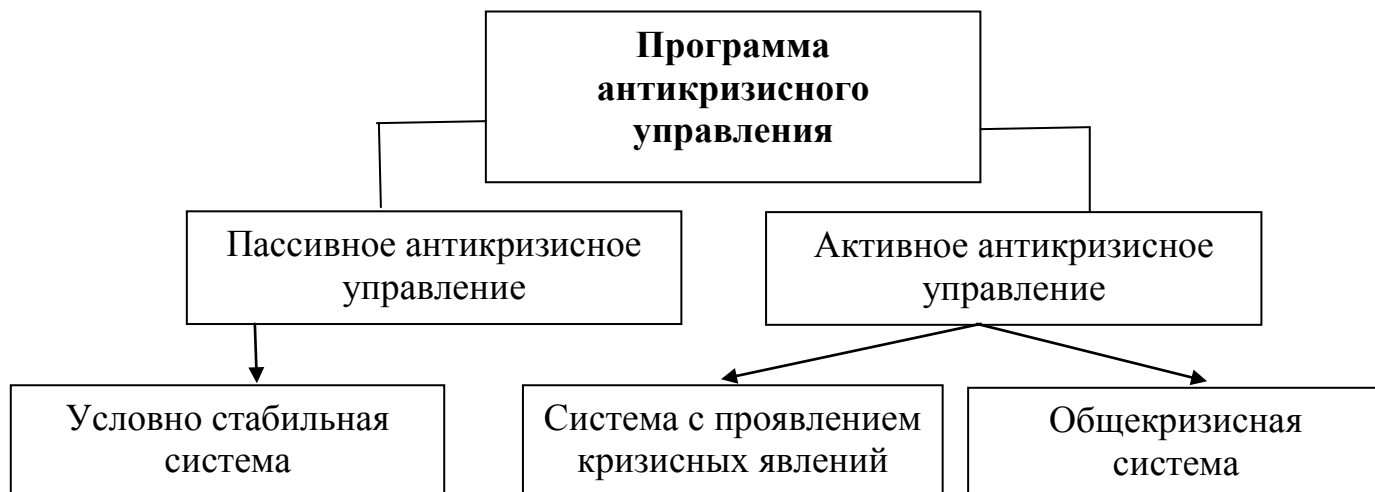 Программа
антикризисного
управления
Пассивное антикризисное
управление
Активное антикризисное
управление
Условно стабильная
система
Система с проявлением
кризисных явлений
Общекризисная
система